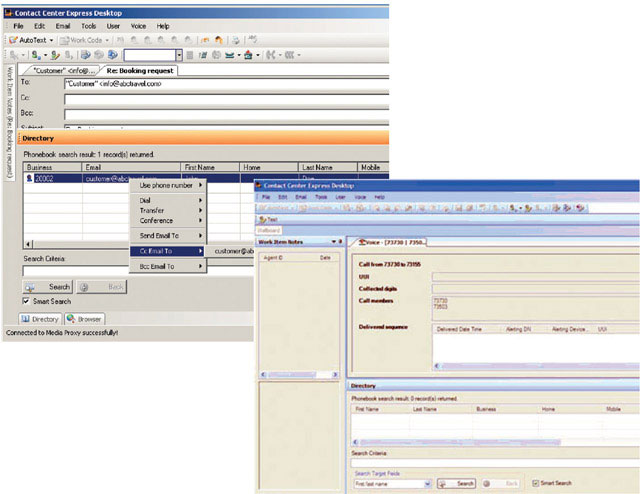 Contact Center Express Desktop
File Edit Email Tools User Voice Help
AutoText Work Code
"Customer" <info@... Re: Booking request
To: "Customer" <info@abctravel.com>
Cc:
Bcc:
Work Item Notes (Re: Booking request)
Directory
Phonebook search result: 1 record(s) returned.
Business Email First Name Home Last Name Mobile
20002 customer@abctravel
Use phone number
Dial
Transfer
Conference
Send Email To
Cc Email To customer@ab
Bcc Email To
Search Criteria
Search Back
Smart Search
Directory Browser
Connected to Media Proxy successfully!
Contact Center Express Desktop
File Edit Email Tools User Voice Help
Test
Outboard
Work Item Notes
Agent ID Date
Voice - [73730 ] 7350..
Call from 73730 to 73155
UUI
Collected digits
Call members 73730
73503
Delivered sequence Delivered Date Time Alerting DN Alerting Device... UUI
Directory
Phonebook search result: 0 record(s) returned.
First Name Last Name Business Home Mobile
Search Criteria
Search Target Fields
First/last name Search Back Smart Search